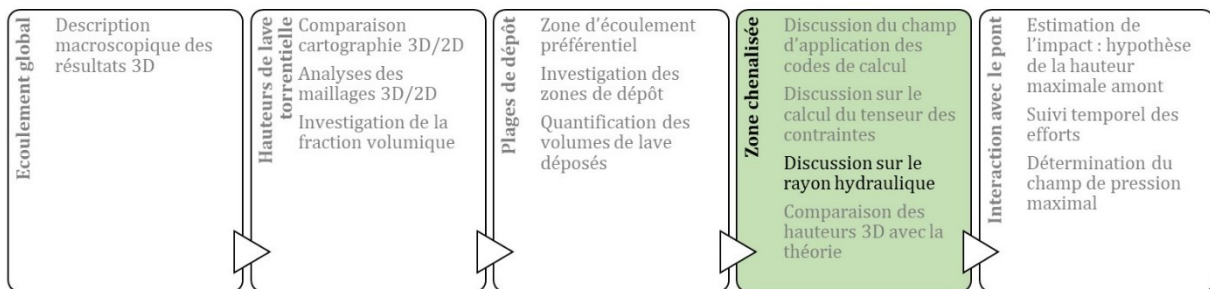 Ecoulement global
Description
macroscopique des
résultats 3D
Hauteurs de lave
torrentielle
Comparaison
cartographie 3D/2D
Analyses des
maillages 3D/2D
Investigation de la
fraction volumique
Plages de dépôt
Zone d'écoulement
préférentiel
Investigation des
zones de dépôt
Quantification des
volumes de lave
déposés
Zone chenalisée
Discussion du champ
d'application des
codes de calcul
Discussion sur le
calcul du tenseur des
contraintes
Discussion sur le
rayon hydraulique
Comparaison des
hauteurs 3D avec la
théorie
Interaction avec le pont
Estimation de
l'impact : hypothèse
de la hauteur
maximale amont
Suivi temporel des
efforts
Détermination du
champ de pression
maximal